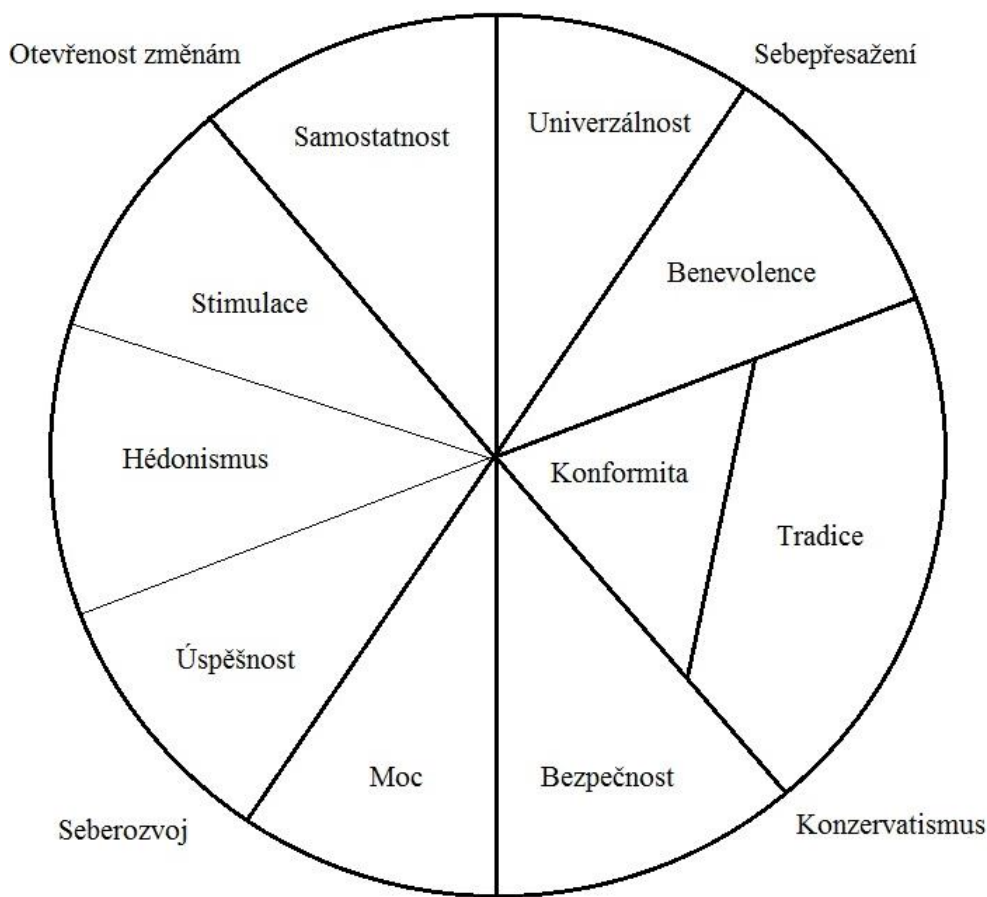 Otevřenost změnám
Sebepřesažení
Samostatnost
Univerzálnost
Stimulace
Benevolence
Hédonismus
Konformita
Tradice
Úspěšnost
Moc
Bezpečnost
Seberozvoj
Konzervatismus